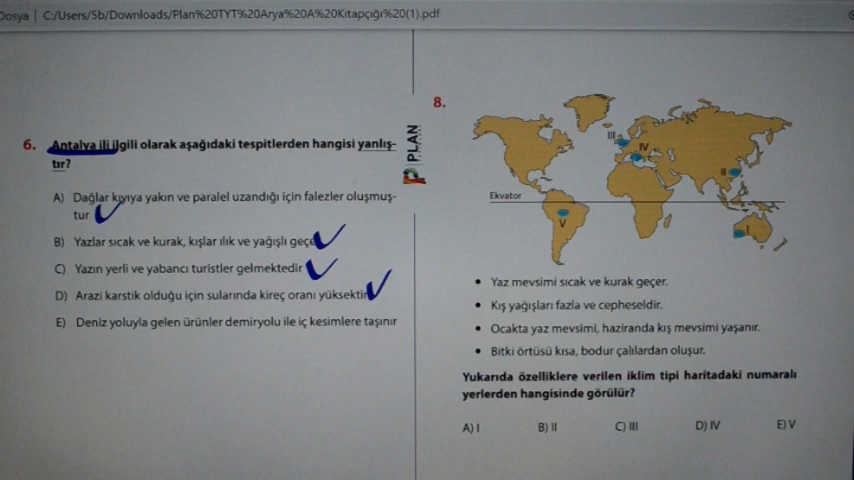 Dosya | C:/Users/5b/Downloads/Plan%20TYT%20Arya%20A%20Kitapçığı%20(1).pdf
6. Antalya ili ilgili olarak aşağıdaki tespitlerden hangisi yanlış-
tır?
A) Dağlar kıyıya yakın ve paralel uzandığı için falezler oluşmuş-
tur
B) Yazlar sıcak ve kurak, kışlar ılık ve yağışlı geçer
C) Yazın yerli ve yabancı turistler gelmektedir
D) Arazi karstik olduğu için sularında kireç oranı yüksektir
E) Deniz yoluyla gelen ürünler demiryolu ile iç kesimlere taşınır
PLAN
8.
III
IV
II
Ekvator
V
I
• Yaz mevsimi sıcak ve kurak geçer.
• Kış yağışları fazla ve cepheseldir.
• Ocakta yaz mevsimi, haziranda kış mevsimi yaşanır.
• Bitki örtüsü kısa, bodur çalılardan oluşur.
Yukarıda özelliklere verilen iklim tipi haritadaki numaralı
yerlerden hangisinde görülür?
A) I B) II C) III D) IV E) V